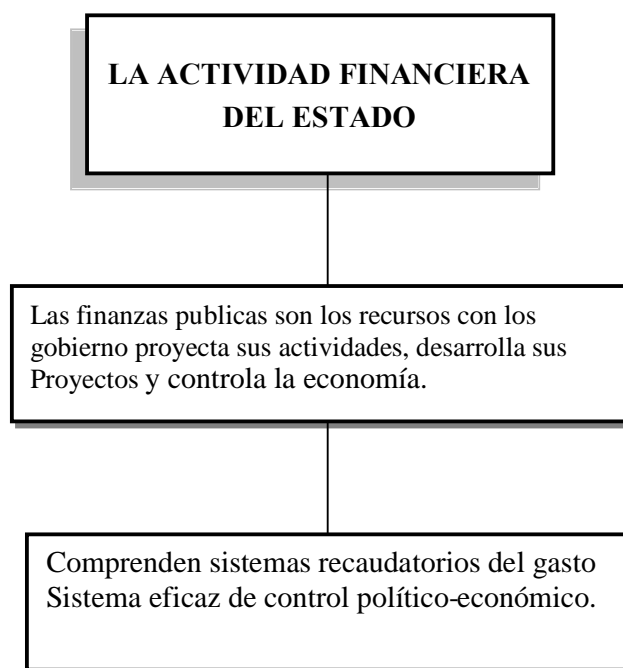 LA ACTIVIDAD FINANCIERA
DEL ESTADO
Las finanzas publicas son los recursos con los
gobierno proyecta sus actividades, desarrolla sus
Proyectos y controla la economía.
Comprenden sistemas recaudatorios del gasto
Sistema eficaz de control político-económico.